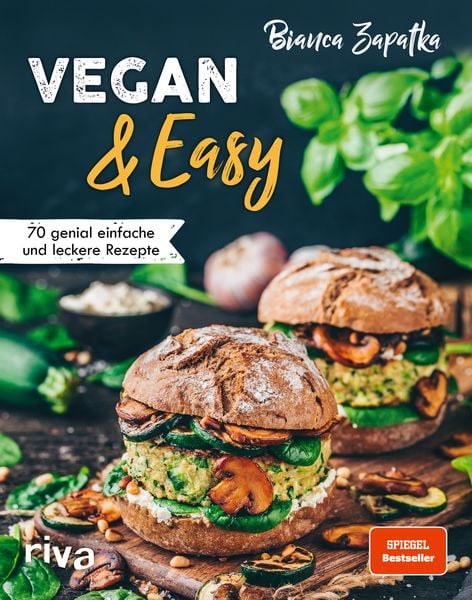 Bianca Zapatka
VEGAN
& Easy
70 genial einfache
und leckere Rezepte
riva
SPIEGEL
Bestseller